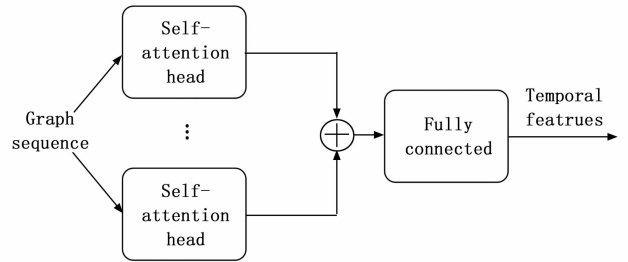 Self-
attention
head
Graph
sequence
Self-
attention
head
Fully
connected
Temporal
featrues